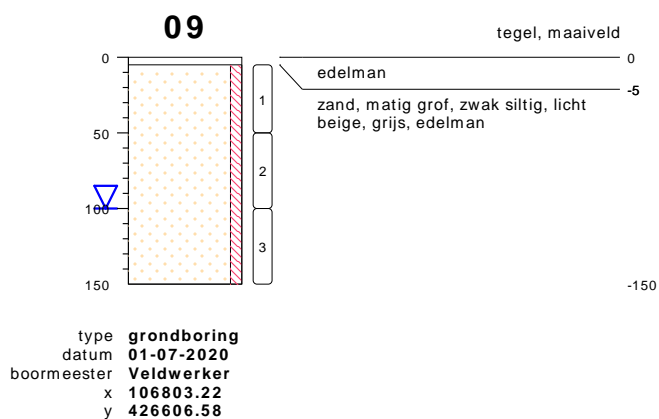 09
tegel, maaiveld
0
0
edelman
-5
zand, matig grof, zwak siltig, licht
beige, grijs, edelman
1
50
2
100
3
150
-150
type grondboring
datum 01-07-2020
boormeester Veldwerker
x 106803.22
y 426606.58